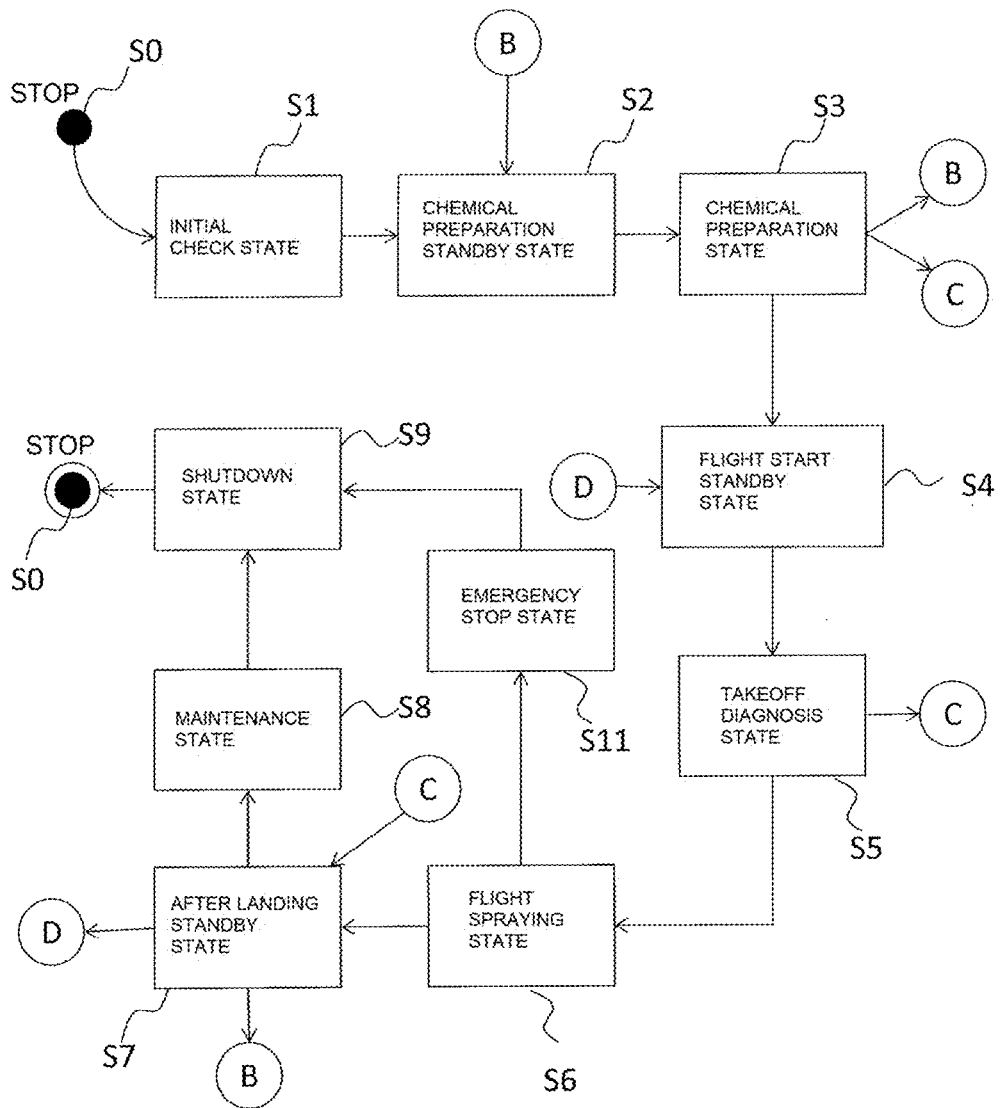 B
S0
STOP
S1
S2
S3
INITIAL
CHECK STATE
CHEMICAL
PREPARATION
STANDBY STATE
CHEMICAL
PREPARATION
STATE
B
C
STOP
S0
SHUTDOWN
STATE
S9
D
FLIGHT START
STANDBY
STATE
S4
EMERGENCY
STOP STATE
S11
MAINTENANCE
STATE
S8
TAKEOFF
DIAGNOSIS
STATE
C
S5
C
AFTER LANDING
STANDBY
STATE
S7
D
B
FLIGHT
SPRAYING
STATE
S6